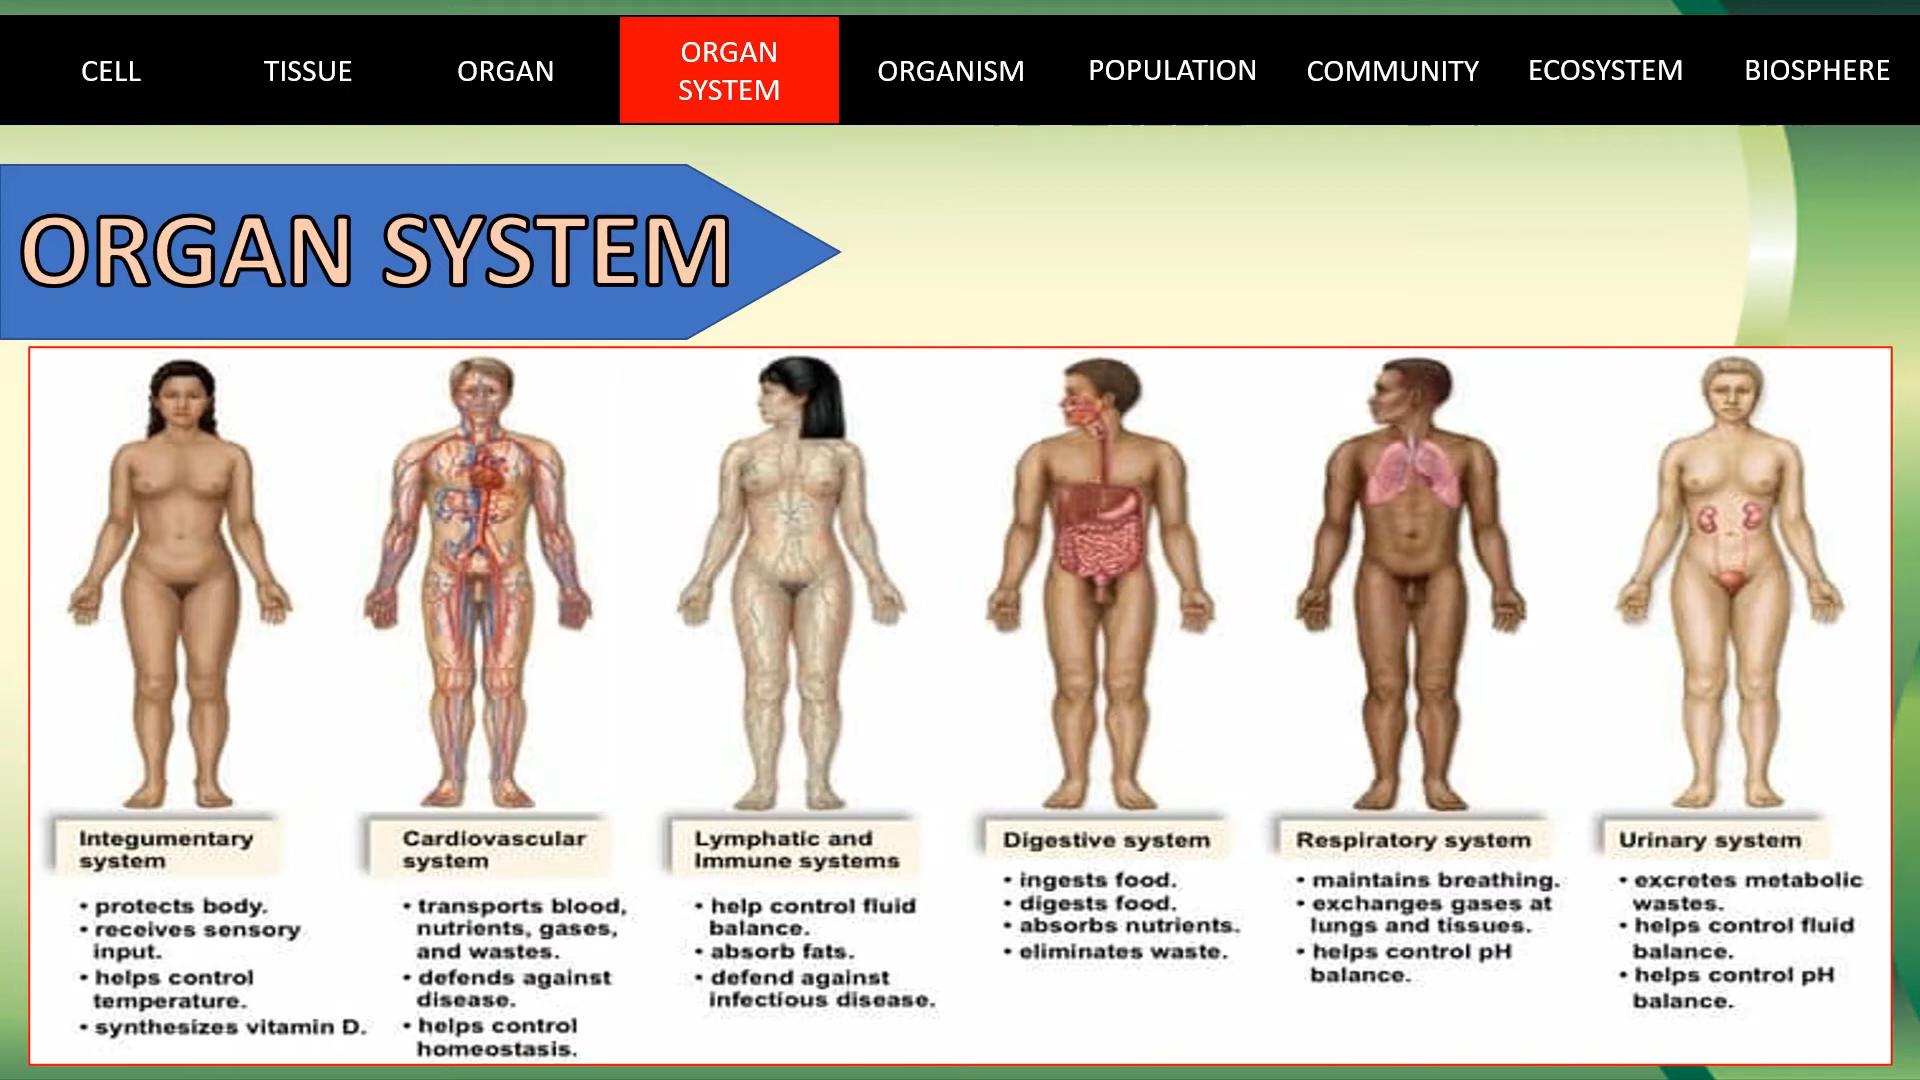 CELL
TISSUE
ORGAN
ORGAN
SYSTEM
ORGANISM
POPULATION
COMMUNITY
ECOSYSTEM
BIOSPHERE
ORGAN SYSTEM
Integumentary
system
• protects body.
• receives sensory
input.
• helps control
temperature.
• synthesizes vitamin D.
Cardiovascular
system
• transports blood,
nutrients, gases,
and wastes.
• defends against
disease.
• helps control
homeostasis.
Lymphatic and
Immune systems
• help control fluid
balance.
• absorb fats.
• defend against
infectious disease.
Digestive system
• ingests food.
• digests food.
• absorbs nutrients.
• eliminates waste.
Respiratory system
• maintains breathing.
• exchanges gases at
lungs and tissues.
• helps control pH
balance.
Urinary system
• excretes metabolic
wastes.
• helps control fluid
balance.
• helps control pH
balance.